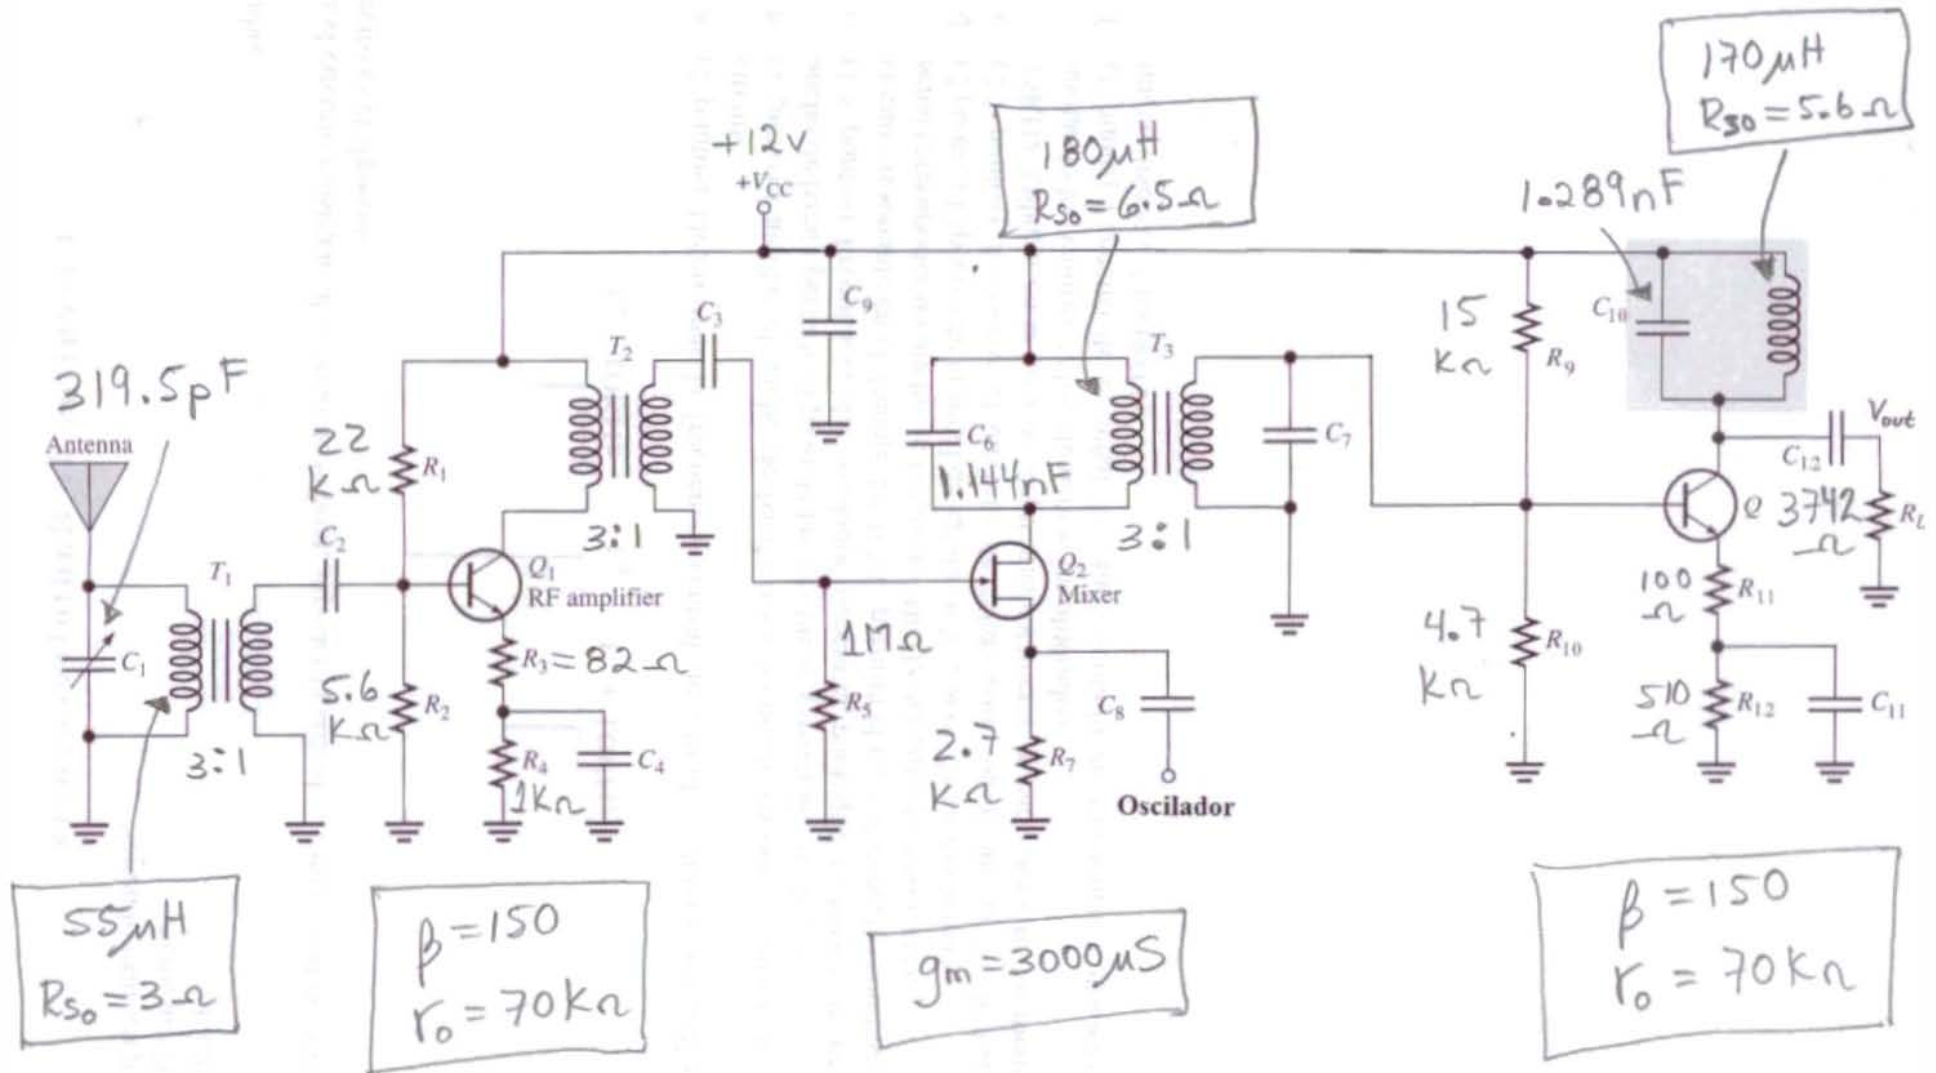 170μH
Rso=5.6Ω
+12V
+VCC
180μH
Rso=6.5Ω
1.289nF
C9
C3
15
KΩ
R9
C10
T2
T3
319.5pF
Antenna
22
KΩ
R1
C6
1.144nF
C7
Vout
C12
3:1
3:1
Q
3742
Ω
RL
C2
T1
Q1
RF amplifier
Q2
Mixer
100
Ω
R11
C1
R3=82Ω
1MΩ
4.7
KΩ
R10
5.6
KΩ
R2
R5
C8
510
Ω
R12
C11
3:1
R4
1KΩ
C4
2.7
KΩ
R7
Oscilador
55μH
Rso=3Ω
β=150
ro=70KΩ
gm=3000μS
β=150
ro=70KΩ